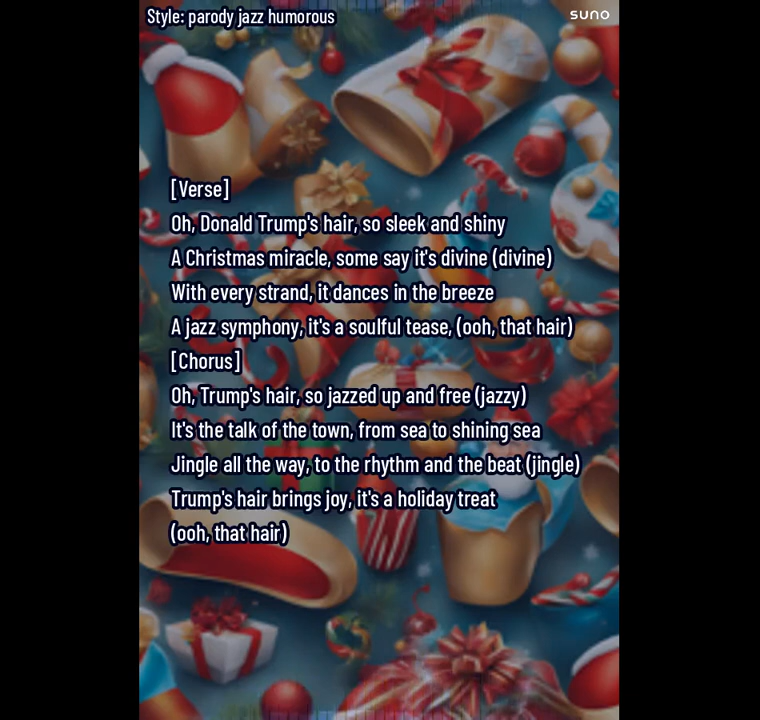 Style: parody jazz humorous
suno
[Verse]
Oh, Donald Trump's hair, so sleek and shiny
A Christmas miracle, some say it's divine (divine)
With every strand, it dances in the breeze
A jazz symphony, it's a soulful tease, (ooh, that hair)
[Chorus]
Oh, Trump's hair, so jazzed up and free (jazzy)
It's the talk of the town, from sea to shining sea
Jingle all the way, to the rhythm and the beat (jingle)
Trump's hair brings joy, it's a holiday treat
(ooh, that hair)